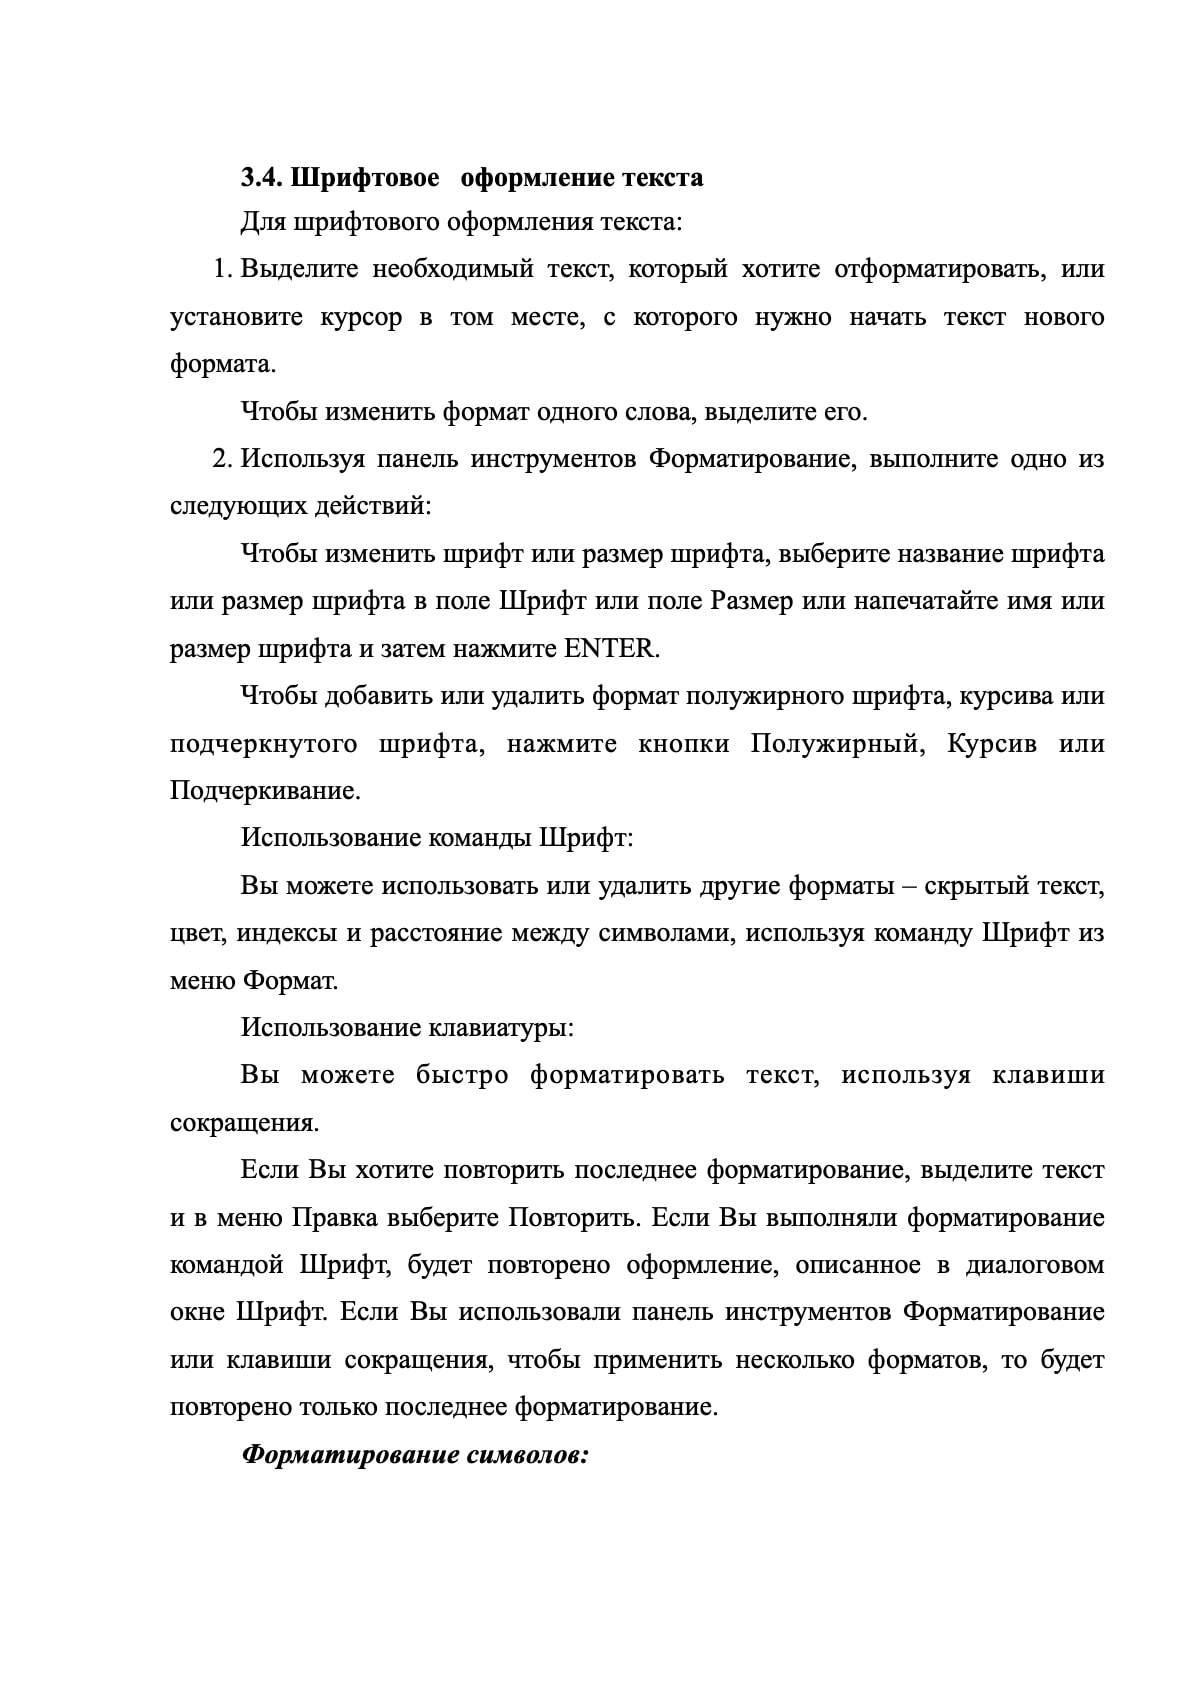 3.4. Шрифтовое оформление текста
Для шрифтового оформления текста:
1. Выделите необходимый текст, который хотите отформатировать, или
установите курсор в том месте, с которого нужно начать текст нового
формата.
Чтобы изменить формат одного слова, выделите его.
2. Используя панель инструментов Форматирование, выполните одно из
следующих действий:
Чтобы изменить шрифт или размер шрифта, выберите название шрифта
или размер шрифта в поле Шрифт или поле Размер или напечатайте имя или
размер шрифта и затем нажмите ENTER.
Чтобы добавить или удалить формат полужирного шрифта, курсива или
подчеркнутого шрифта, нажмите кнопки Полужирный, Курсив или
Подчеркивание.
Использование команды Шрифт:
Вы можете использовать или удалить другие форматы – скрытый текст,
цвет, индексы и расстояние между символами, используя команду Шрифт из
меню Формат.
Использование клавиатуры:
Вы можете быстро форматировать текст, используя клавиши
сокращения.
Если Вы хотите повторить последнее форматирование, выделите текст
и в меню Правка выберите Повторить. Если Вы выполняли форматирование
командой Шрифт, будет повторено оформление, описанное в диалоговом
окне Шрифт. Если Вы использовали панель инструментов Форматирование
или клавиши сокращения, чтобы применить несколько форматов, то будет
повторено только последнее форматирование.
Форматирование символов: